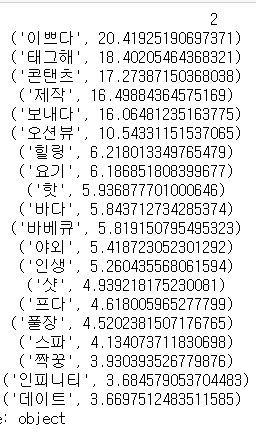 2
('이쁘다', 20.41925190697371)
('태그해', 18.40205464368321)
('콘탠츠', 17.27387150368038)
('제작', 16.49884364575169)
('보내다', 16.06481235163775)
('오션뷰', 10.54331151537065)
('힐링', 6.218013349765479)
('요기', 6.186851808399677)
('핫', 5.936877701000646)
('바다', 5.843712734285374)
('바베큐', 5.819150795495323)
('야외', 5.418723052301292)
('인생', 5.260435568061594)
('샷', 4.939218175230081)
('프다', 4.618005965277799)
('풀장', 4.5202381507176765)
('스파', 4.134073711830698)
('짝꿍', 3.930393526779876)
('인피니티', 3.684579053704483)
('데이트', 3.6697512483511585)
e: object